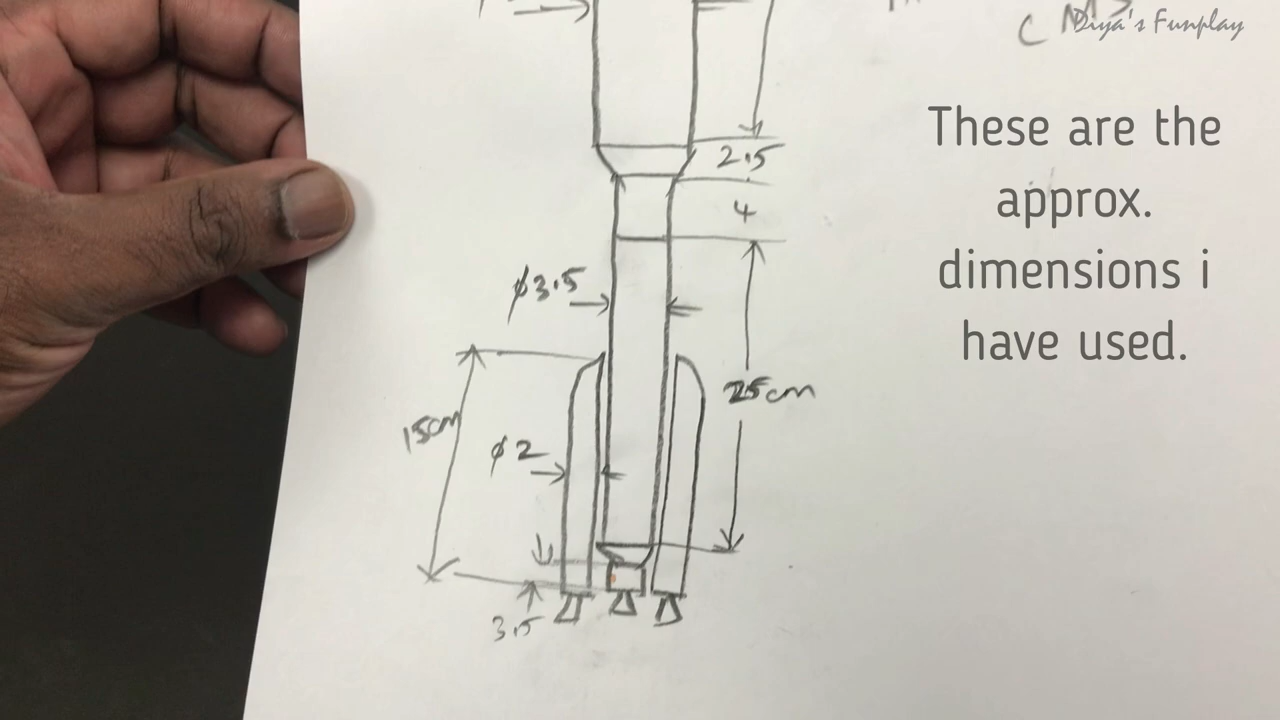 CMS
Diya's Funplay
These are the
approx.
dimensions i
have used.
2.5
4
ϕ3.5
25cm
15cm
ϕ2
3.5